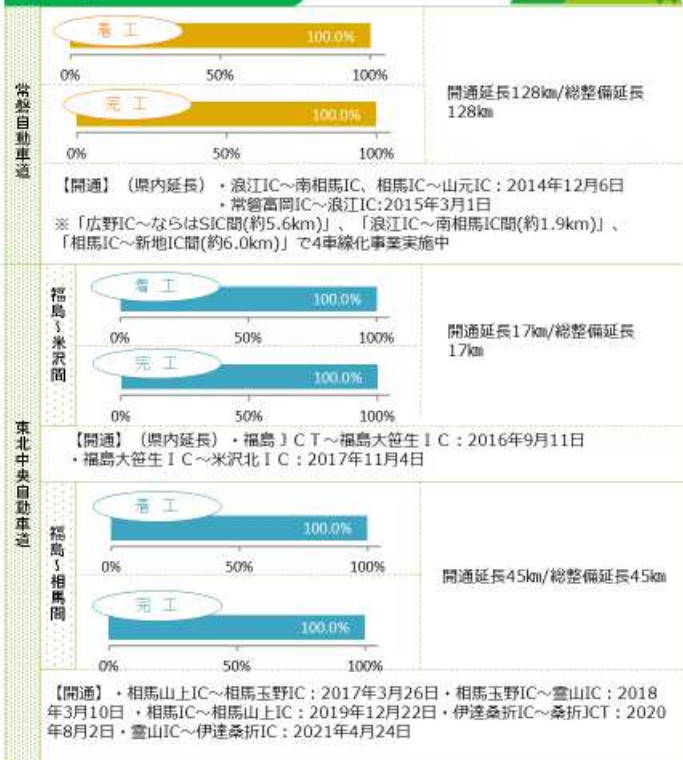 常磐自動車道
着 工
100.0%
0% 50% 100%
完 工
100.0%
0% 50% 100%
開通延長128㎞/総整備延長
128㎞
【開通】（県内延長）・浪江IC～南相馬IC、相馬IC～山元IC：2014年12月6日
・常磐富岡IC～浪江IC:2015年3月1日
※「広野IC～ならはSIC間(約5.6km)」、「浪江IC～南相馬IC間(約1.9km)」、
「相馬IC～新地IC間(約6.0km)」で4車線化事業実施中
東北中央自動車道
福島～米沢間
着 工
100.0%
0% 50% 100%
完 工
100.0%
0% 50% 100%
開通延長17㎞/総整備延長
17㎞
【開通】（県内延長）・福島ＪＣＴ～福島大笹生ＩＣ：2016年9月11日
・福島大笹生ＩＣ～米沢北ＩＣ：2017年11月4日
福島～相馬間
着 工
100.0%
0% 50% 100%
完 工
100.0%
0% 50% 100%
開通延長45㎞/総整備延長45㎞
【開通】・相馬山上IC～相馬玉野IC：2017年3月26日・相馬玉野IC～霊山IC：2018
年3月10日 ・相馬IC～相馬山上IC：2019年12月22日・伊達桑折IC～桑折JCT：2020
年8月2日・霊山IC～伊達桑折IC：2021年4月24日